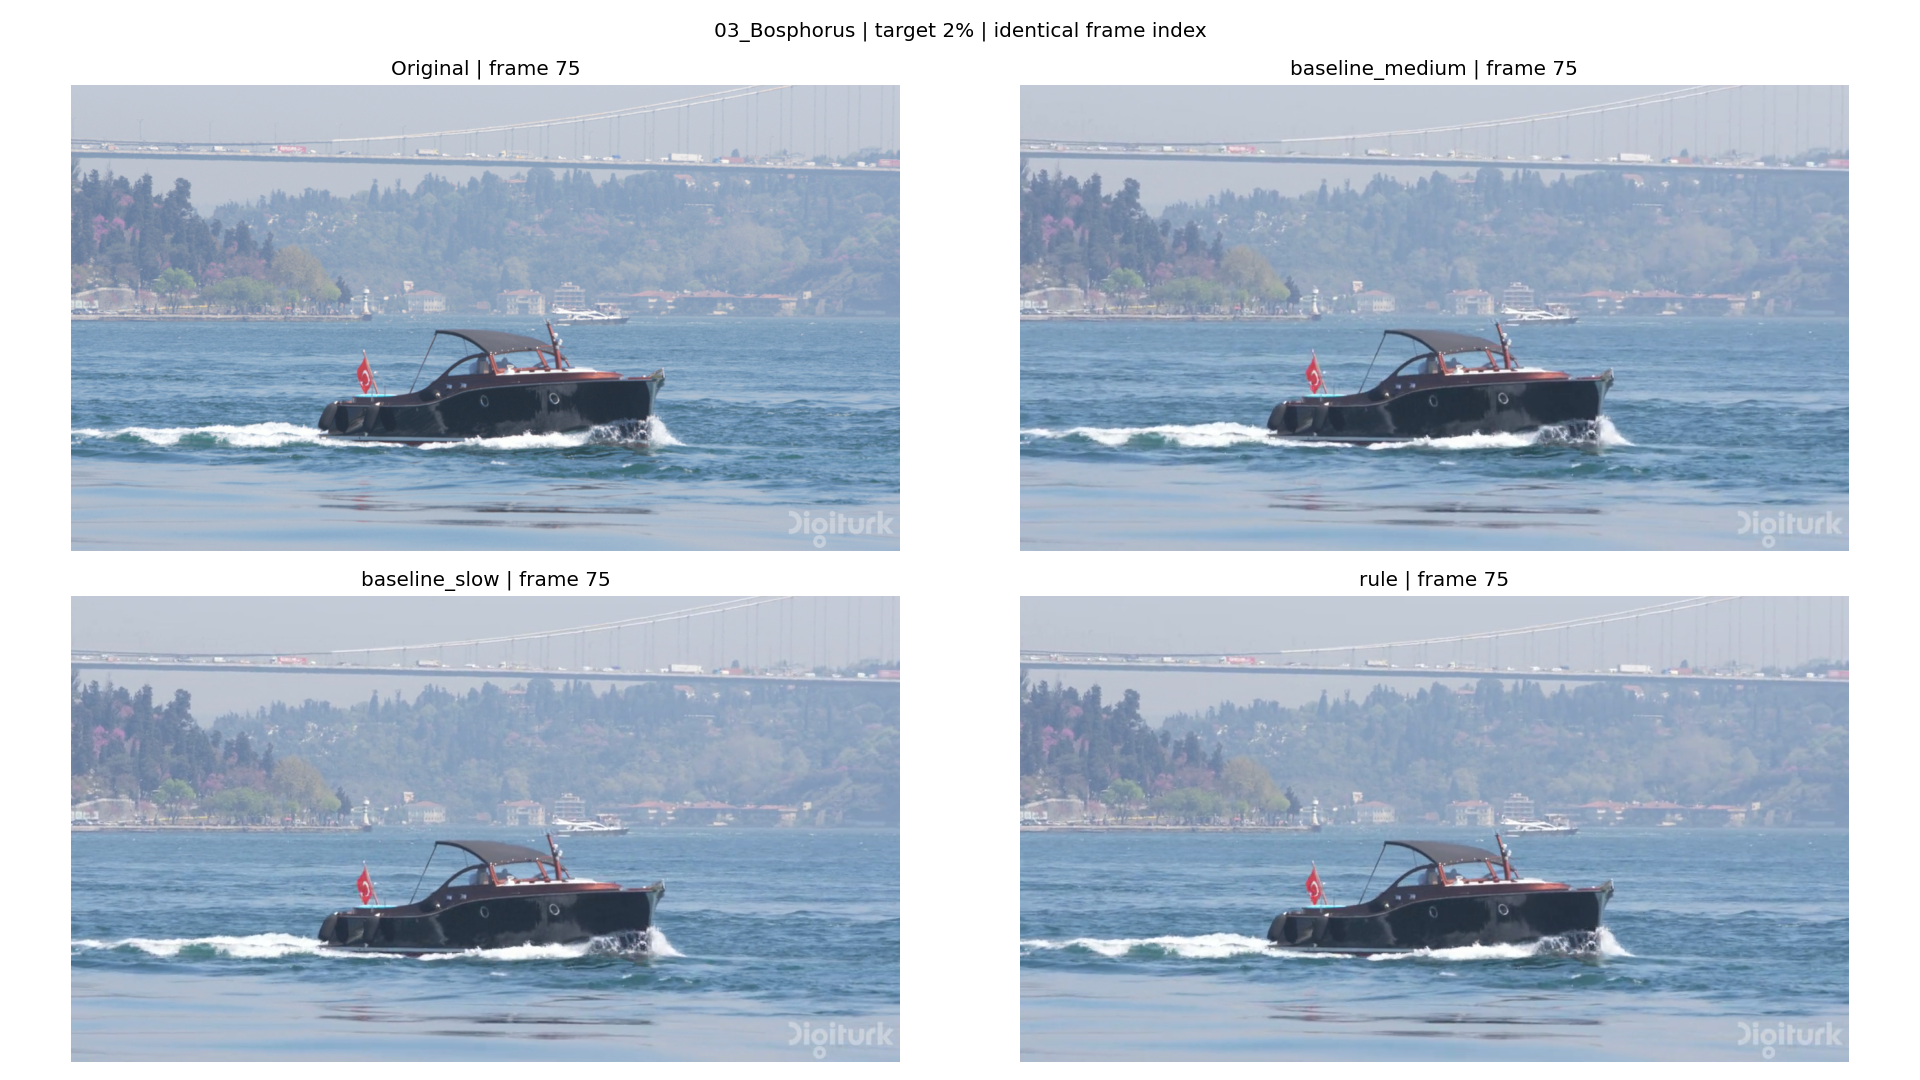 03_Bosphorus | target 2% | identical frame index
Original | frame 75
baseline_medium | frame 75
Digiturk
Digiturk
baseline_slow | frame 75
rule | frame 75
Digiturk
Digiturk